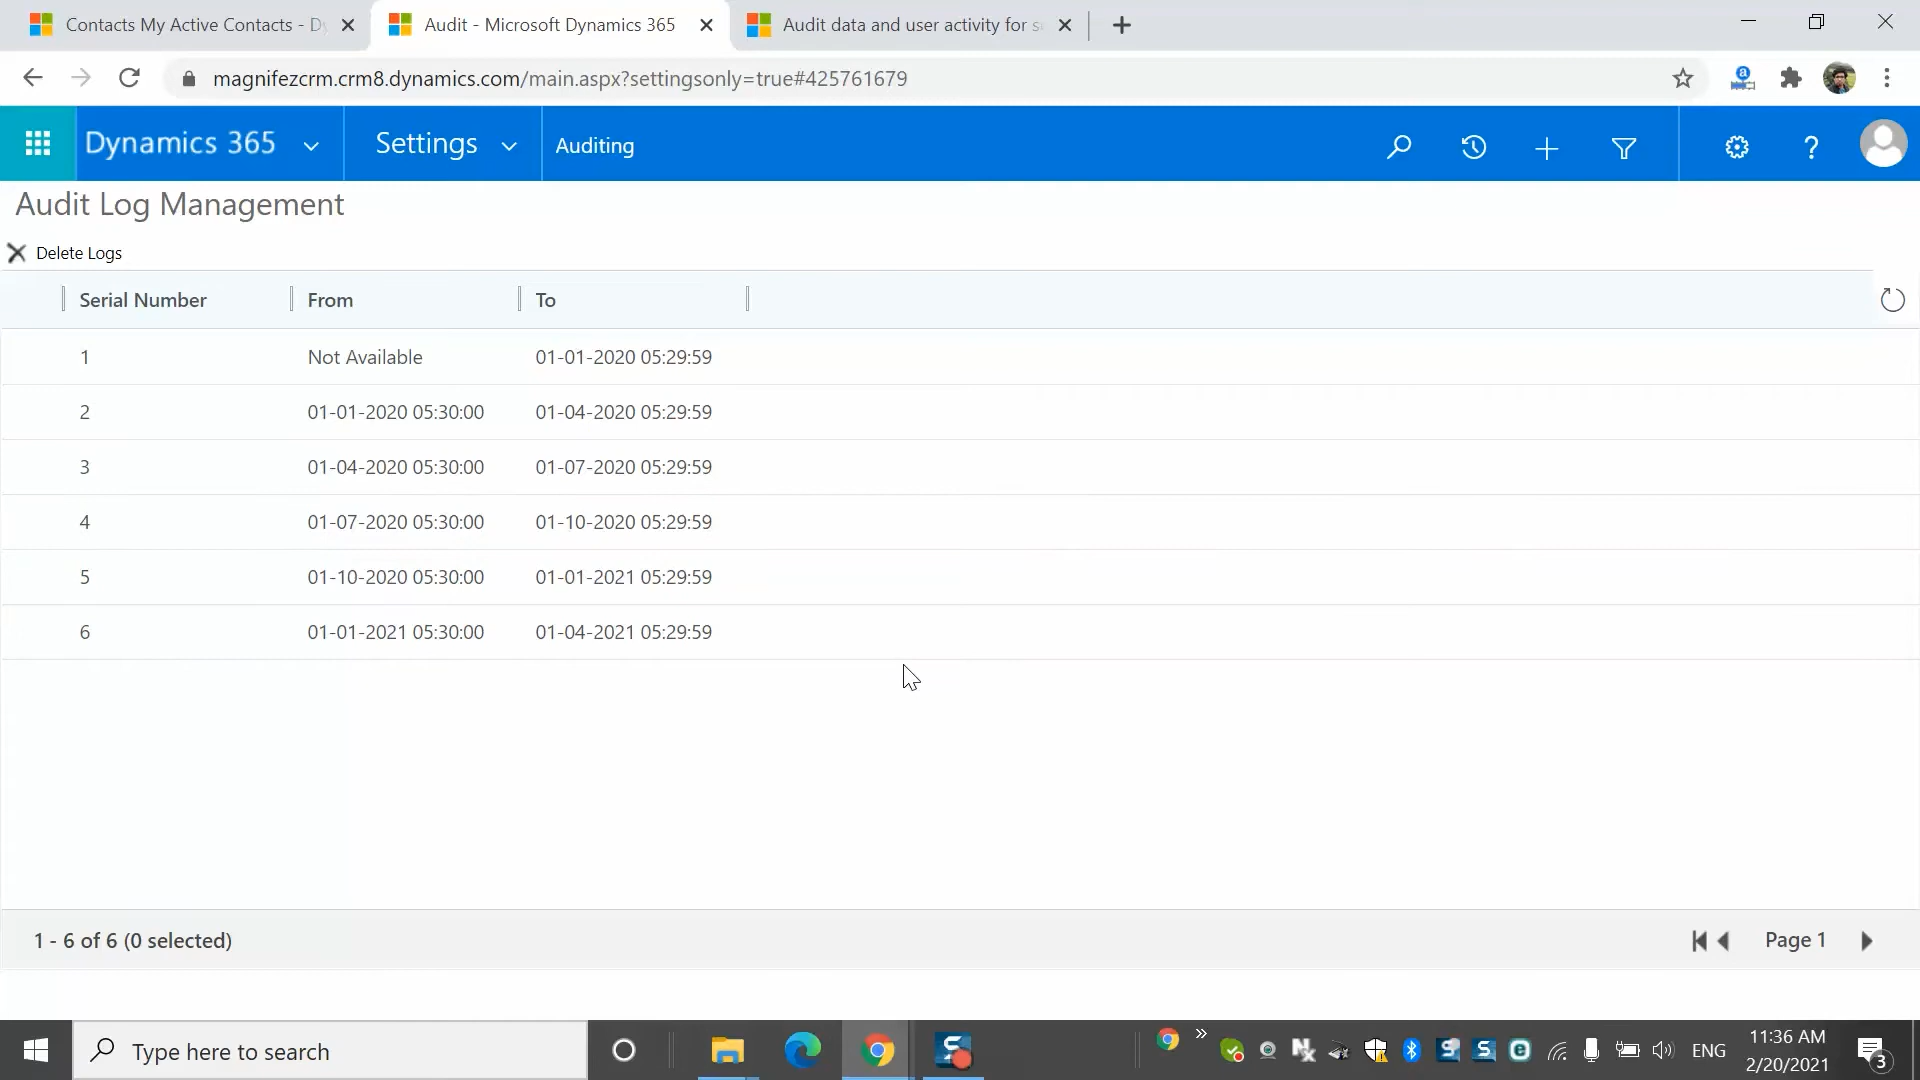 Contacts My Active Contacts - Dy
Audit - Microsoft Dynamics 365
Audit data and user activity for s
magnifezcrm.crm8.dynamics.com/main.aspx?settingsonly=true#425761679
Dynamics 365
Settings
Auditing
Audit Log Management
Delete Logs
Serial Number From To
1 Not Available 01-01-2020 05:29:59
2 01-01-2020 05:30:00 01-04-2020 05:29:59
3 01-04-2020 05:30:00 01-07-2020 05:29:59
4 01-07-2020 05:30:00 01-10-2020 05:29:59
5 01-10-2020 05:30:00 01-01-2021 05:29:59
6 01-01-2021 05:30:00 01-04-2021 05:29:59
1 - 6 of 6 (0 selected)
Page 1
Type here to search
ENG
11:36 AM
2/20/2021
3